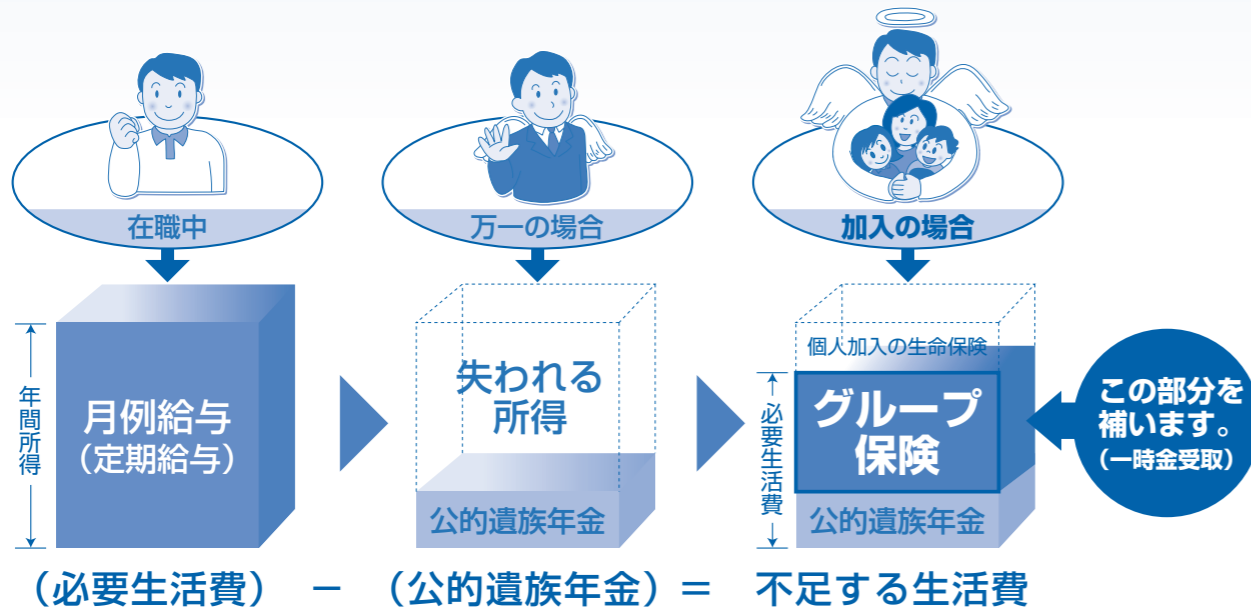 在職中
万一の場合
加入の場合
年間所得
月例給与
(定期給与)
失われる
所得
公的遺族年金
個人加入の生命保険
必要生活費
グループ
保険
公的遺族年金
この部分を
補います。
(一時金受取)
(必要生活費) − (公的遺族年金) = 不足する生活費